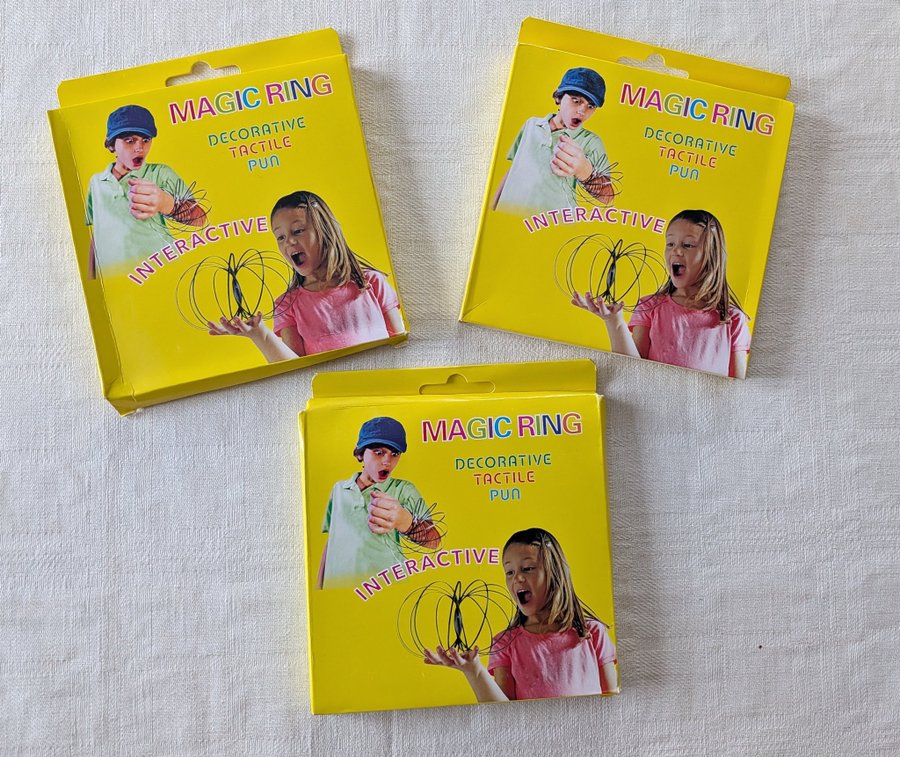 MAGIC RING
DECORATIVE
TACTILE
PUN
INTERACTIVE
MAGIC RING
DECORATIVE
TACTILE
PUN
INTERACTIVE
MAGIC RING
DECORATIVE
TACTILE
PUN
INTERACTIVE